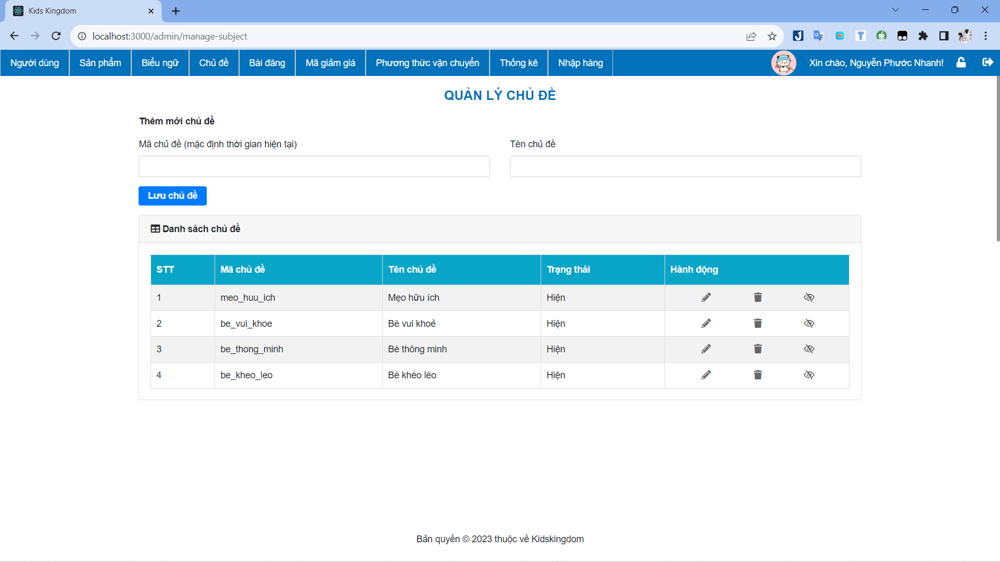 Kids Kingdom
localhost:3000/admin/manage-subject
Người dùng Sản phẩm Biểu ngữ Chủ đề Bài đăng Mã giảm giá Phương thức vận chuyển Thống kê Nhập hàng Xin chào, Nguyễn Phước Nhanh!
QUẢN LÝ CHỦ ĐỀ
Thêm mới chủ đề
Mã chủ đề (mặc định thời gian hiện tại) Tên chủ đề
Lưu chủ đề
Danh sách chủ đề
STT Mã chủ đề Tên chủ đề Trạng thái Hành động
1 meo_huu_ich Mẹo hữu ích Hiện
2 be_vui_khoe Bé vui khoẻ Hiện
3 be_thong_minh Bé thông minh Hiện
4 be_kheo_leo Bé khéo léo Hiện
Bản quyền © 2023 thuộc về Kidskingdom